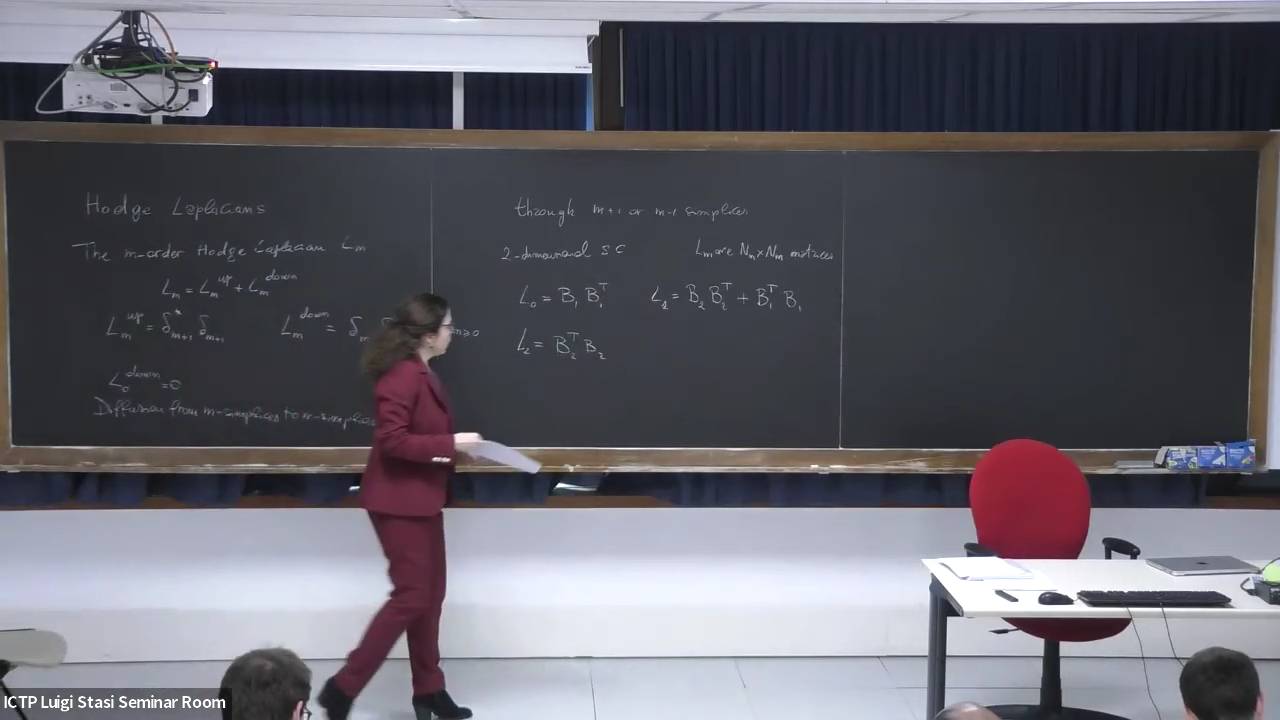 Hodge Laplacians
The m-order Hodge Laplacian L_m
L_m = L_m^up + L_m^down
L_m^up = δ*_{m+1} δ_{m+1} L_m^down = δ_m m≥0
L_0^down = 0
Diffusion from m-simplices to m-simplices
through m+1 or m-1 simplices
2-dimensional SC L_m are N_m × N_m matrices
L_0 = B_1 B_1^T L_1 = B_2 B_2^T + B_1^T B_1
L_2 = B_2^T B_2
ICTP Luigi Stasi Seminar Room